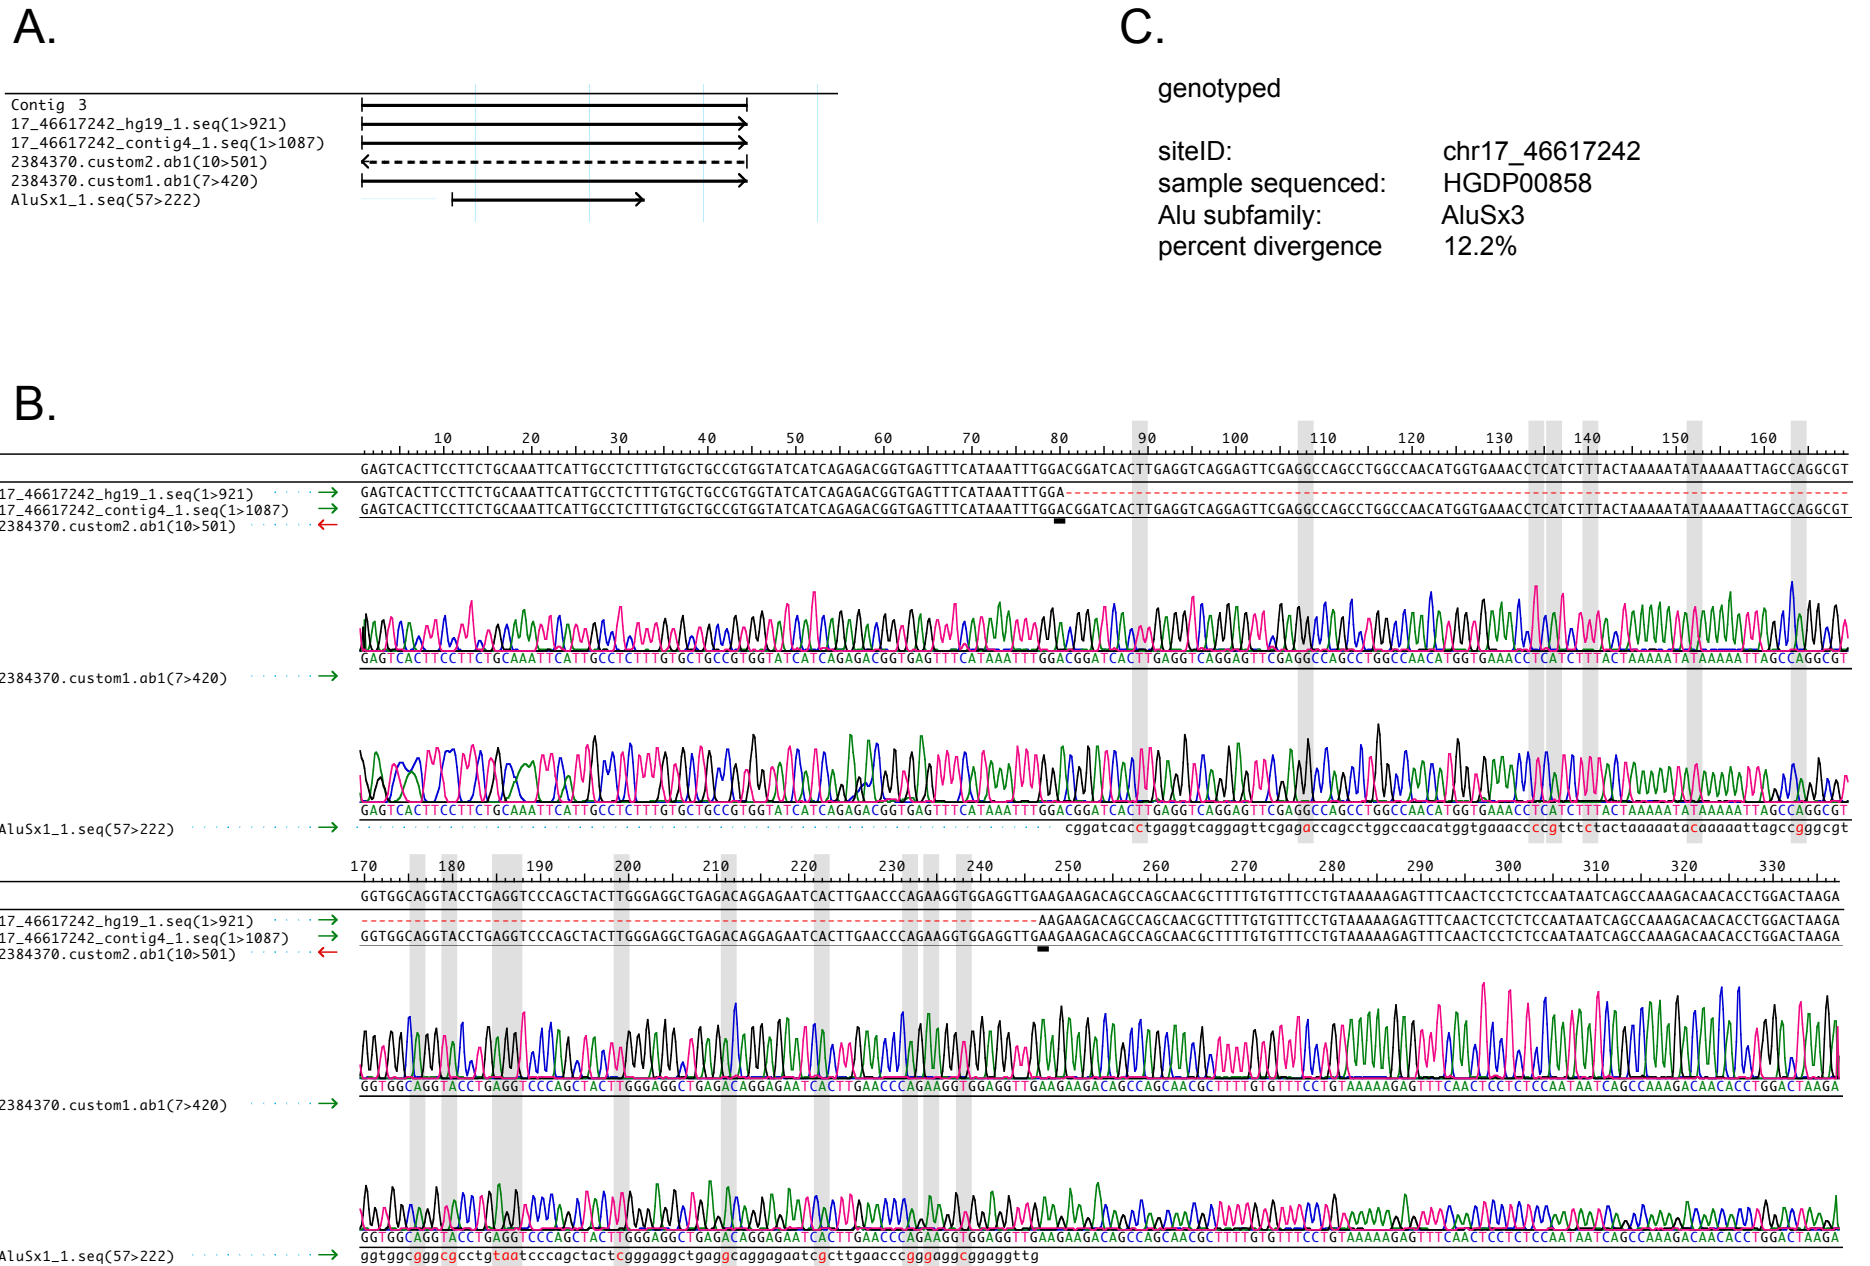 A.
Contig 3
17_46617242_hg19_1.seq(1>921)
17_46617242_contig4_1.seq(1>1087)
2384370.custom2.ab1(10>501)
2384370.custom1.ab1(7>420)
AluSx1_1.seq(57>222)
C.
genotyped
siteID: chr17_46617242
sample sequenced: HGDP00858
Alu subfamily: AluSx3
percent divergence 12.2%
B.
10 20 30 40 50 60 70 80 90 100 110 120 130 140 150 160
GAGTCACTTCCTTCTGCAAATTCATTGCCTCTTTGTGCTGCCGTGGTATCATCAGAGACGGTGAGTTTCATAAATTTGGACGGATCACTTGAGGTCAGGAGTTCGAGGCCAGCCTGGCCAACATGGTGAAACCTCATCTTTACTAAAAATATAAAAATTAGCCAGGCGT
17_46617242_hg19_1.seq(1>921) GAGTCACTTCCTTCTGCAAATTCATTGCCTCTTTGTGCTGCCGTGGTATCATCAGAGACGGTGAGTTTCATAAATTTGGA-----------------------------------------------------------------------------------------
17_46617242_contig4_1.seq(1>1087) GAGTCACTTCCTTCTGCAAATTCATTGCCTCTTTGTGCTGCCGTGGTATCATCAGAGACGGTGAGTTTCATAAATTTGGACGGATCACTTGAGGTCAGGAGTTCGAGGCCAGCCTGGCCAACATGGTGAAACCTCATCTTTACTAAAAATATAAAAATTAGCCAGGCGT
2384370.custom2.ab1(10>501)
GAGTCACTTCCTTCTGCAAATTCATTGCCTCTTTGTGCTGCCGTGGTATCATCAGAGACGGTGAGTTTCATAAATTTGGACGGATCACTTGAGGTCAGGAGTTCGAGGCCAGCCTGGCCAACATGGTGAAACCTCATCTTTACTAAAAATATAAAAATTAGCCAGGCGT
2384370.custom1.ab1(7>420)
GAGTCACTTCCTTCTGCAAATTCATTGCCTCTTTGTGCTGCCGTGGTATCATCAGAGACGGTGAGTTTCATAAATTTGGACGGATCACTTGAGGTCAGGAGTTCGAGGCCAGCCTGGCCAACATGGTGAAACCTCATCTTTACTAAAAATATAAAAATTAGCCAGGCGT
AluSx1_1.seq(57>222) cggatcacctgaggtcaggagttcgagaccagcctggccaacatggtgaaaccccgtctctactaaaaatacaaaaattagccgggcgt
170 180 190 200 210 220 230 240 250 260 270 280 290 300 310 320 330
GGTGGCAGGTACCTGAGGTCCCAGCTACTTGGGAGGCTGAGACAGGAGAATCACTTGAACCCAGAAGGTGGAGGTTGAAGAAGACAGCCAGCAACGCTTTTGTGTTTCCTGTAAAAAGAGTTTCAACTCCTCTCCAATAATCAGCCAAAGACAACACCTGGACTAAGA
17_46617242_hg19_1.seq(1>921) -----------------------------------------------------------------------------AAGAAGACAGCCAGCAACGCTTTTGTGTTTCCTGTAAAAAGAGTTTCAACTCCTCTCCAATAATCAGCCAAAGACAACACCTGGACTAAGA
17_46617242_contig4_1.seq(1>1087) GGTGGCAGGTACCTGAGGTCCCAGCTACTTGGGAGGCTGAGACAGGAGAATCACTTGAACCCAGAAGGTGGAGGTTGAAGAAGACAGCCAGCAACGCTTTTGTGTTTCCTGTAAAAAGAGTTTCAACTCCTCTCCAATAATCAGCCAAAGACAACACCTGGACTAAGA
2384370.custom2.ab1(10>501)
GGTGGCAGGTACCTGAGGTCCCAGCTACTTGGGAGGCTGAGACAGGAGAATCACTTGAACCCAGAAGGTGGAGGTTGAAGAAGACAGCCAGCAACGCTTTTGTGTTTCCTGTAAAAAGAGTTTCAACTCCTCTCCAATAATCAGCCAAAGACAACACCTGGACTAAGA
2384370.custom1.ab1(7>420)
GGTGGCAGGTACCTGAGGTCCCAGCTACTTGGGAGGCTGAGACAGGAGAATCACTTGAACCCAGAAGGTGGAGGTTGAAGAAGACAGCCAGCAACGCTTTTGTGTTTCCTGTAAAAAGAGTTTCAACTCCTCTCCAATAATCAGCCAAAGACAACACCTGGACTAAGA
AluSx1_1.seq(57>222) ggtggcgggcgcctgtaatcccagctactcgggaggctgaggcaggagaatcgcttgaacccgggaggcggaggttg